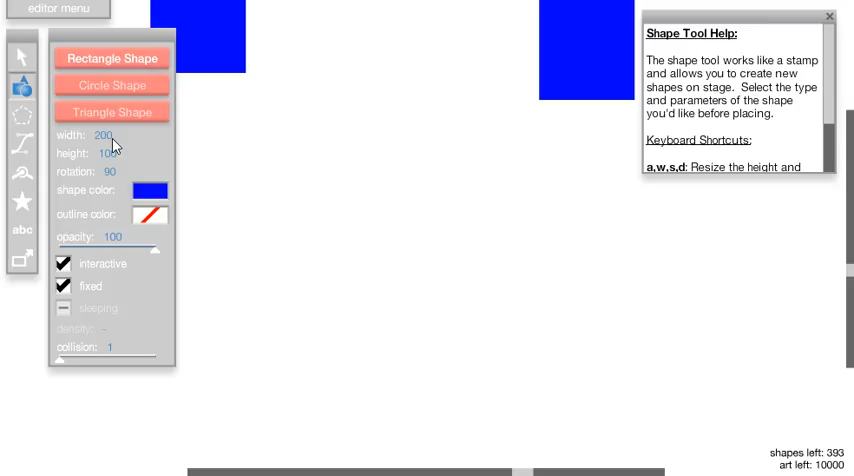 editor menu
Rectangle Shape
Circle Shape
Triangle Shape
width: 200
height: 100
rotation: 90
shape color:
outline color:
opacity: 100
interactive
fixed
sleeping
density: -
collision: 1
abc
Shape Tool Help:
The shape tool works like a stamp
and allows you to create new
shapes on stage. Select the type
and parameters of the shape
you'd like before placing.
Keyboard Shortcuts:
a,w,s,d: Resize the height and
shapes left: 393
art left: 10000